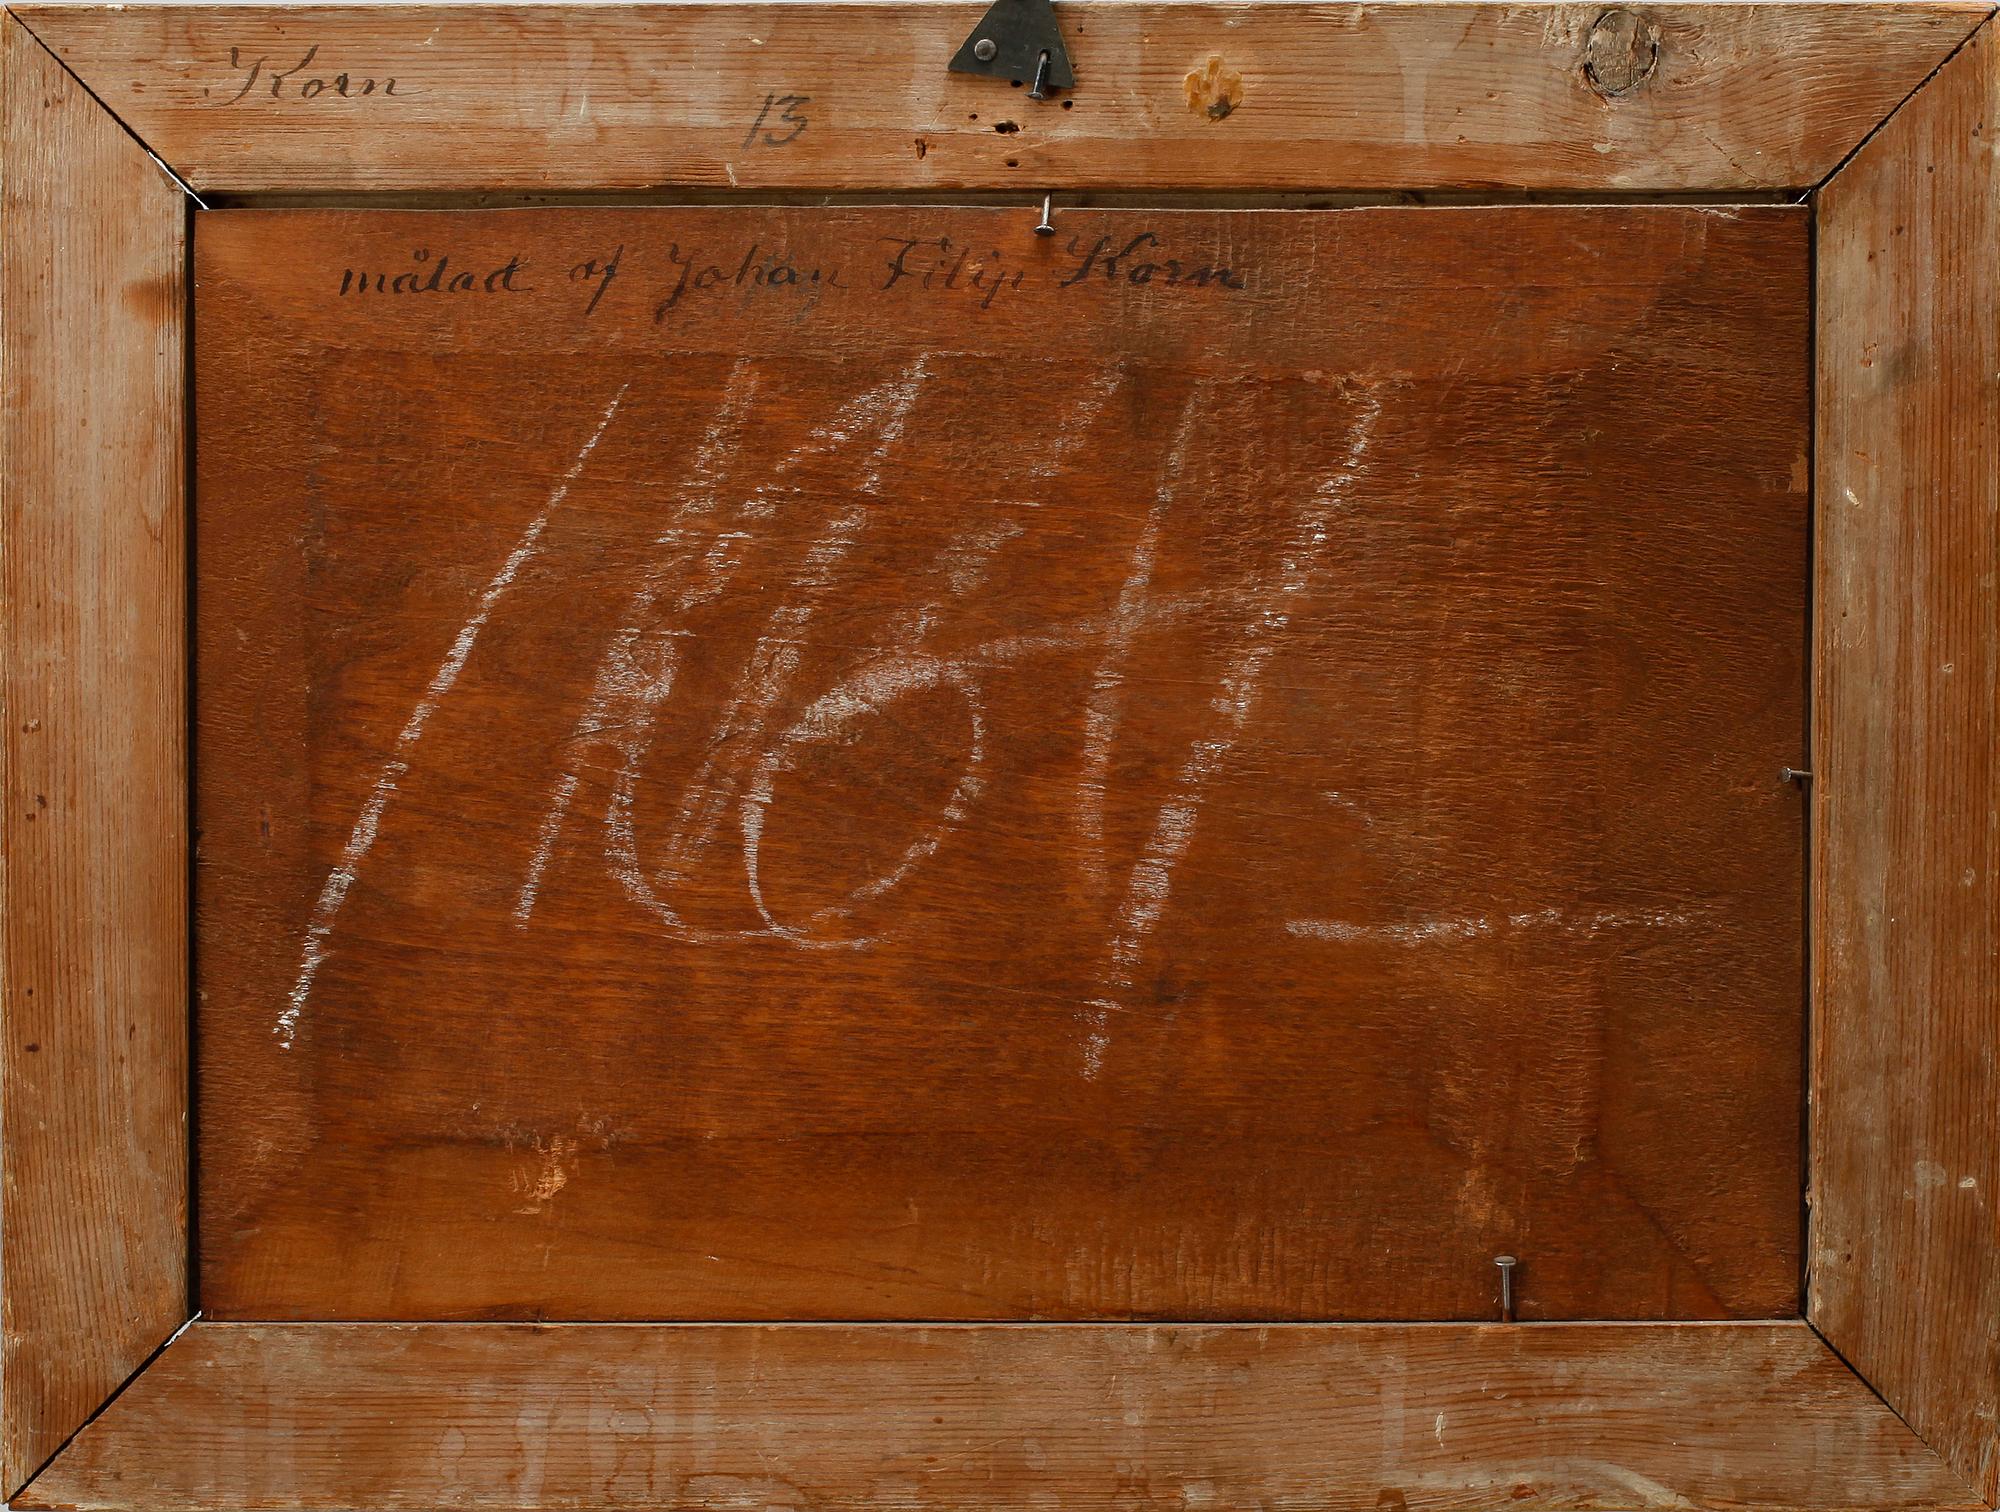 Korn
13
målad af Johan Filip Korn